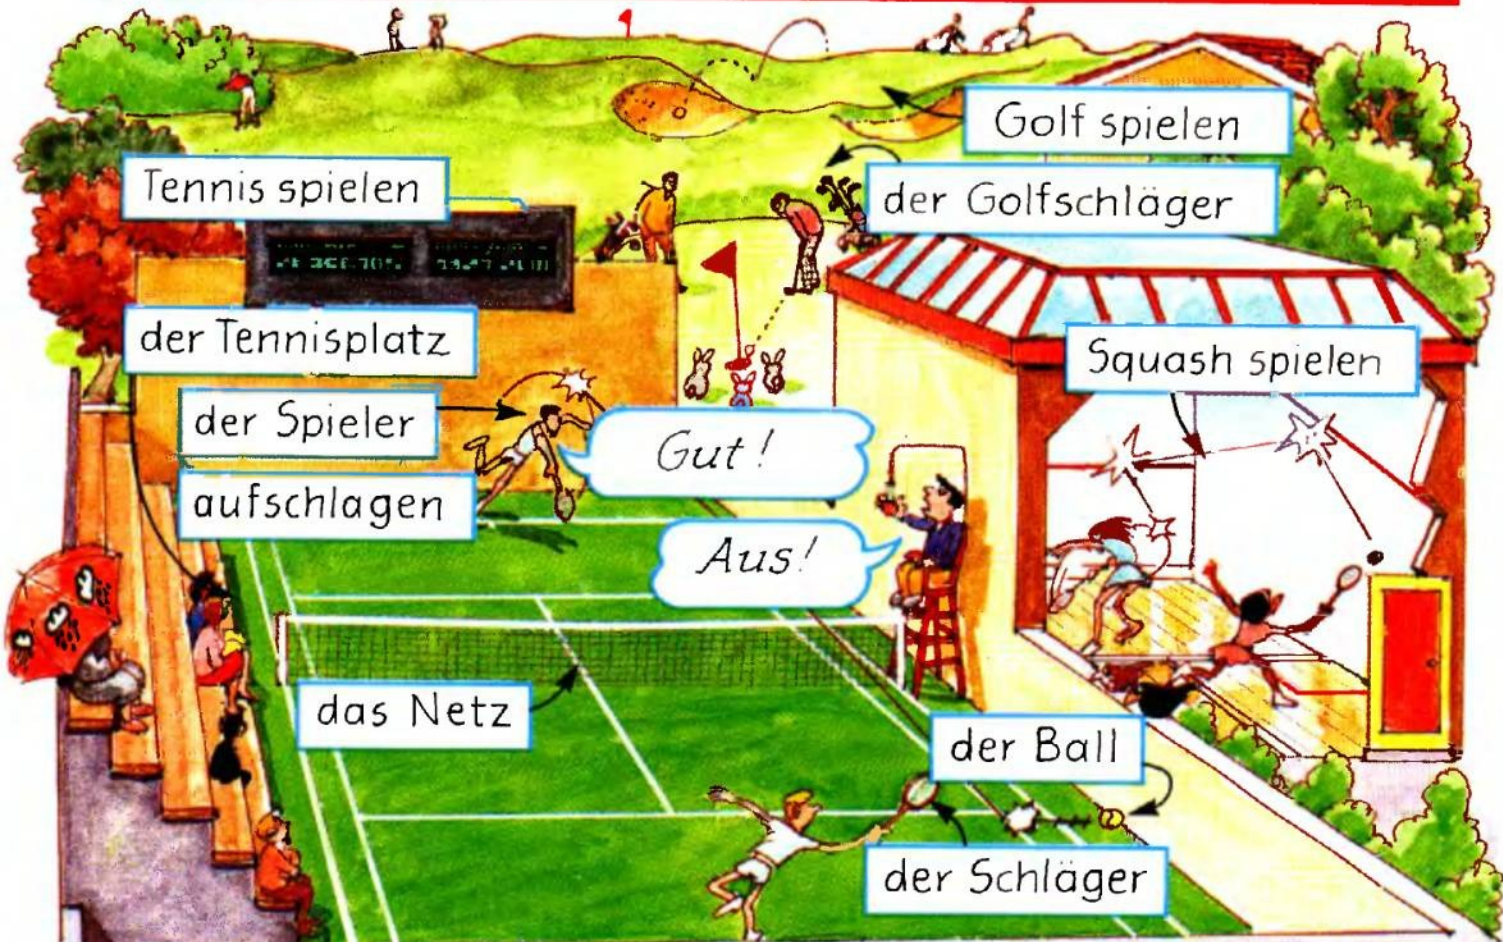 Golf spielen
Tennis spielen
der Golfschläger
der Tennisplatz
Squash spielen
der Spieler
Gut!
aufschlagen
Aus!
das Netz
der Ball
der Schläger